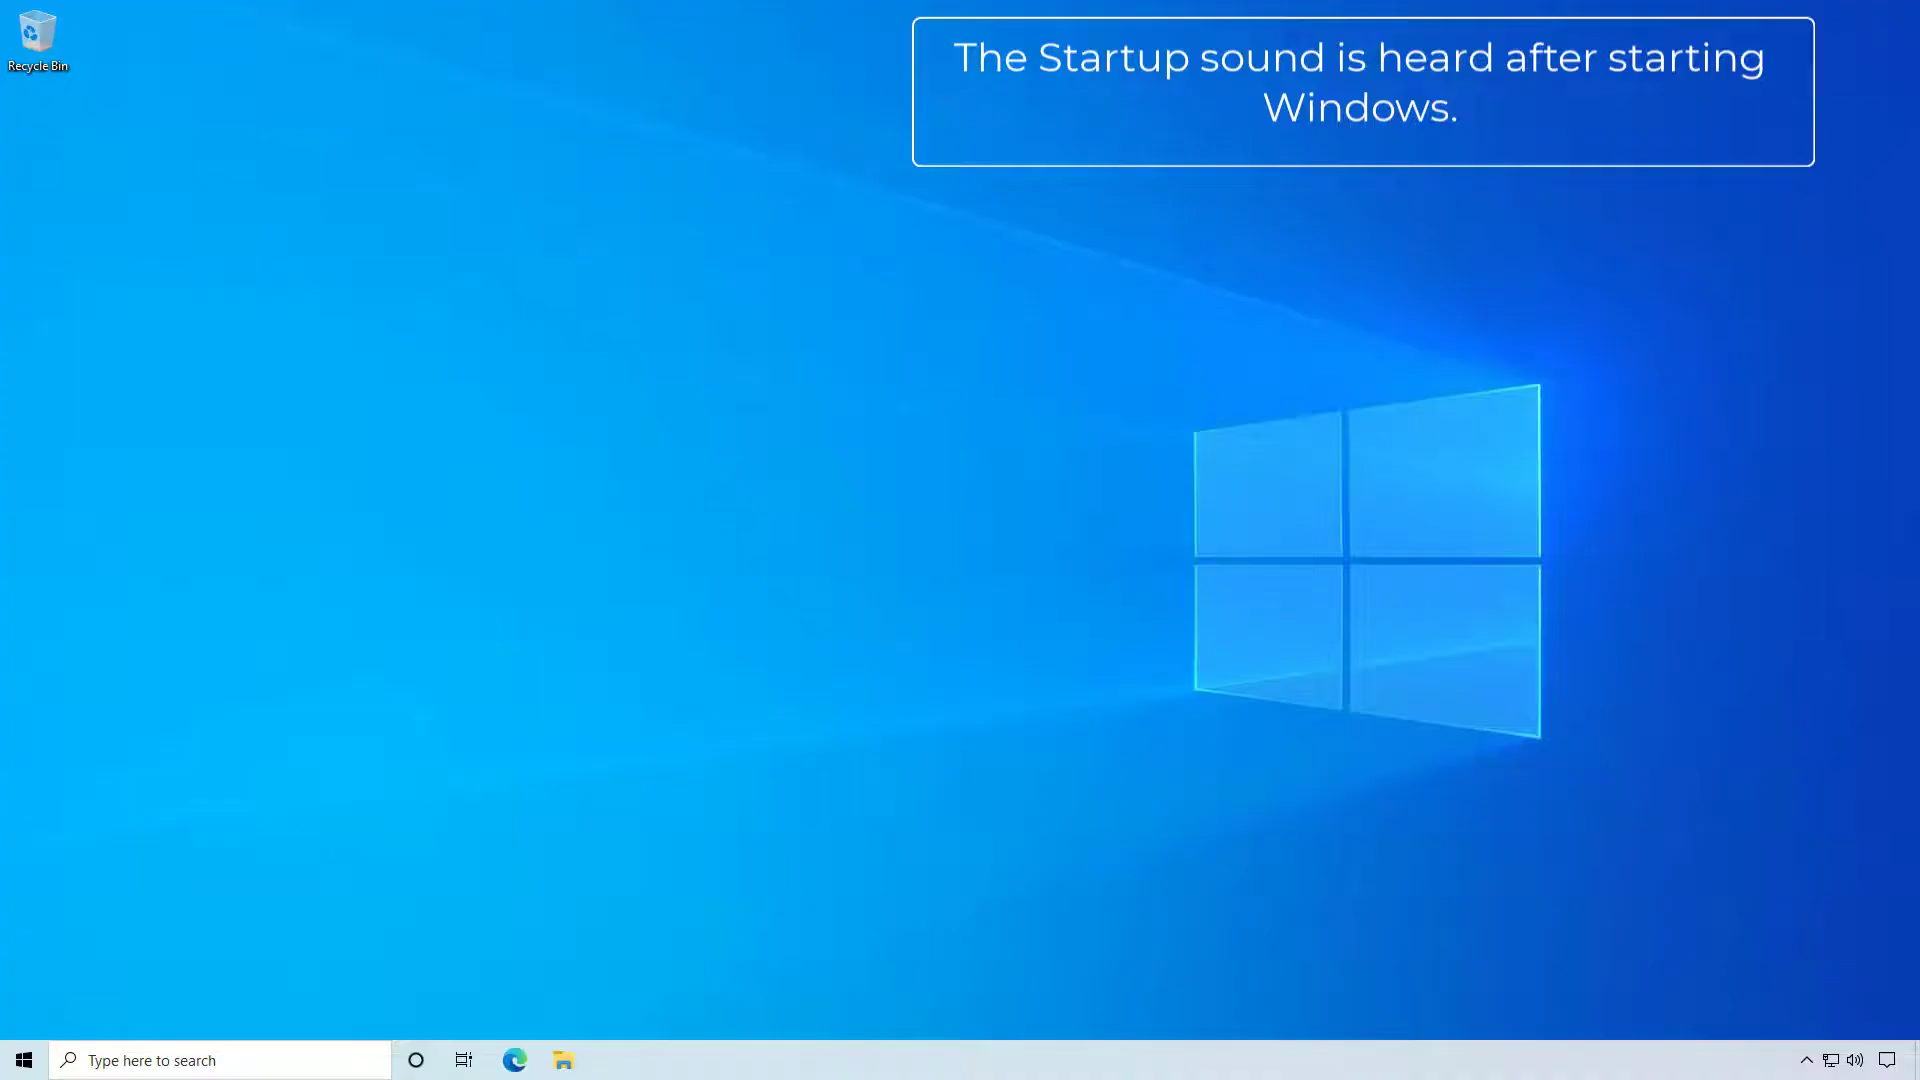 Recycle Bin
The Startup sound is heard after starting
Windows.
Type here to search